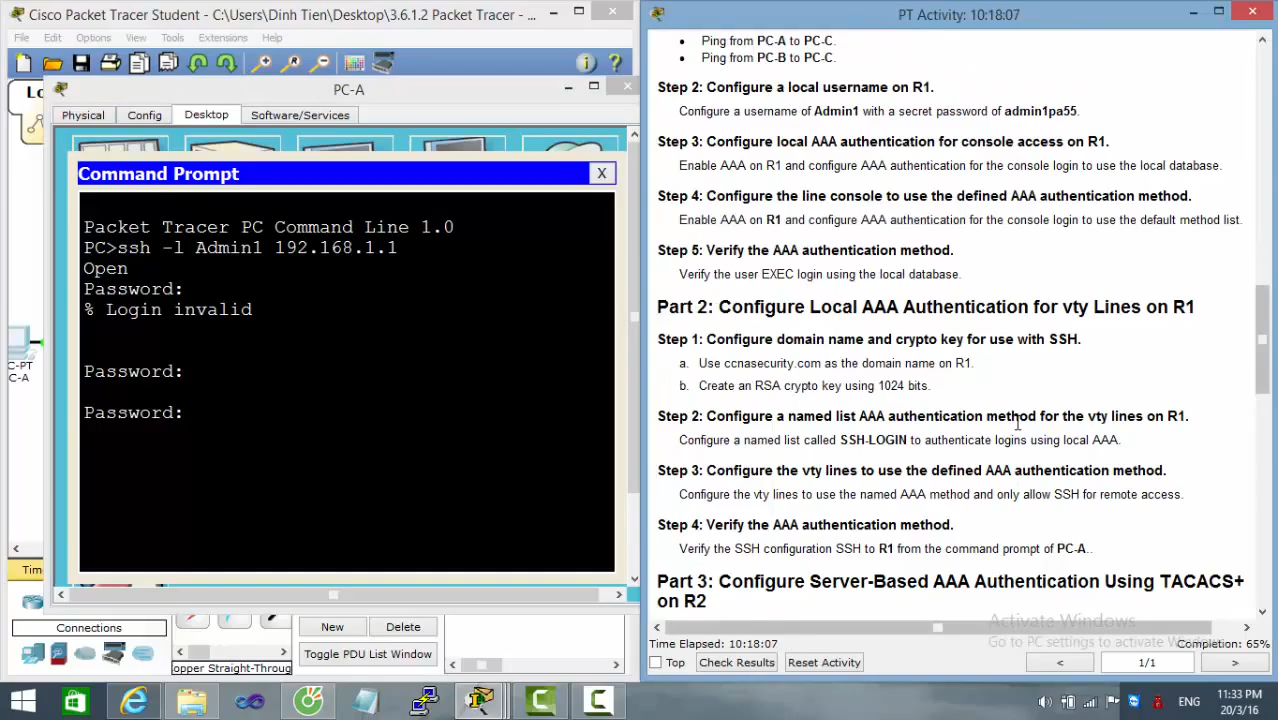 Cisco Packet Tracer Student - C:\Users\Dinh Tien\Desktop\3.6.1.2 Packet Tracer - ...
File Edit Options View Tools Extensions Help
Lo
PC-A
Physical Config Desktop Software/Services
Command Prompt
X
Packet Tracer PC Command Line 1.0
PC>ssh -l Admin1 192.168.1.1
Open
Password:
% Login invalid
Password:
Password:
C-PT
C-A
Tim
Connections
New Delete
Toggle PDU List Window
opper Straight-Throug
PT Activity: 10:18:07
• Ping from PC-A to PC-C.
• Ping from PC-B to PC-C.
Step 2: Configure a local username on R1.
Configure a username of Admin1 with a secret password of admin1pa55.
Step 3: Configure local AAA authentication for console access on R1.
Enable AAA on R1 and configure AAA authentication for the console login to use the local database.
Step 4: Configure the line console to use the defined AAA authentication method.
Enable AAA on R1 and configure AAA authentication for the console login to use the default method list.
Step 5: Verify the AAA authentication method.
Verify the user EXEC login using the local database.
Part 2: Configure Local AAA Authentication for vty Lines on R1
Step 1: Configure domain name and crypto key for use with SSH.
a. Use ccnasecurity.com as the domain name on R1.
b. Create an RSA crypto key using 1024 bits.
Step 2: Configure a named list AAA authentication method for the vty lines on R1.
Configure a named list called SSH-LOGIN to authenticate logins using local AAA.
Step 3: Configure the vty lines to use the defined AAA authentication method.
Configure the vty lines to use the named AAA method and only allow SSH for remote access.
Step 4: Verify the AAA authentication method.
Verify the SSH configuration SSH to R1 from the command prompt of PC-A..
Part 3: Configure Server-Based AAA Authentication Using TACACS+
on R2
Activate Windows
Go to PC settings to activate Windows.
Time Elapsed: 10:18:07 Completion: 65%
Top Check Results Reset Activity < 1/1 >
ENG
11:33 PM
20/3/16